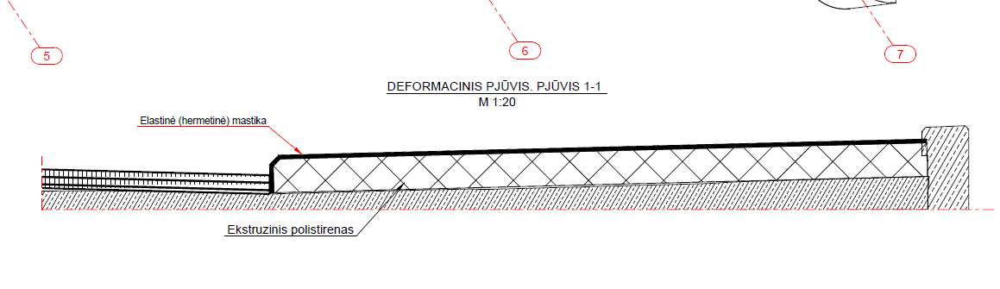 5
6
7
DEFORMACINIS PJŪVIS. PJŪVIS 1-1
M 1:20
Elastinė (hermetinė) mastika
Ekstruzinis polistirenas